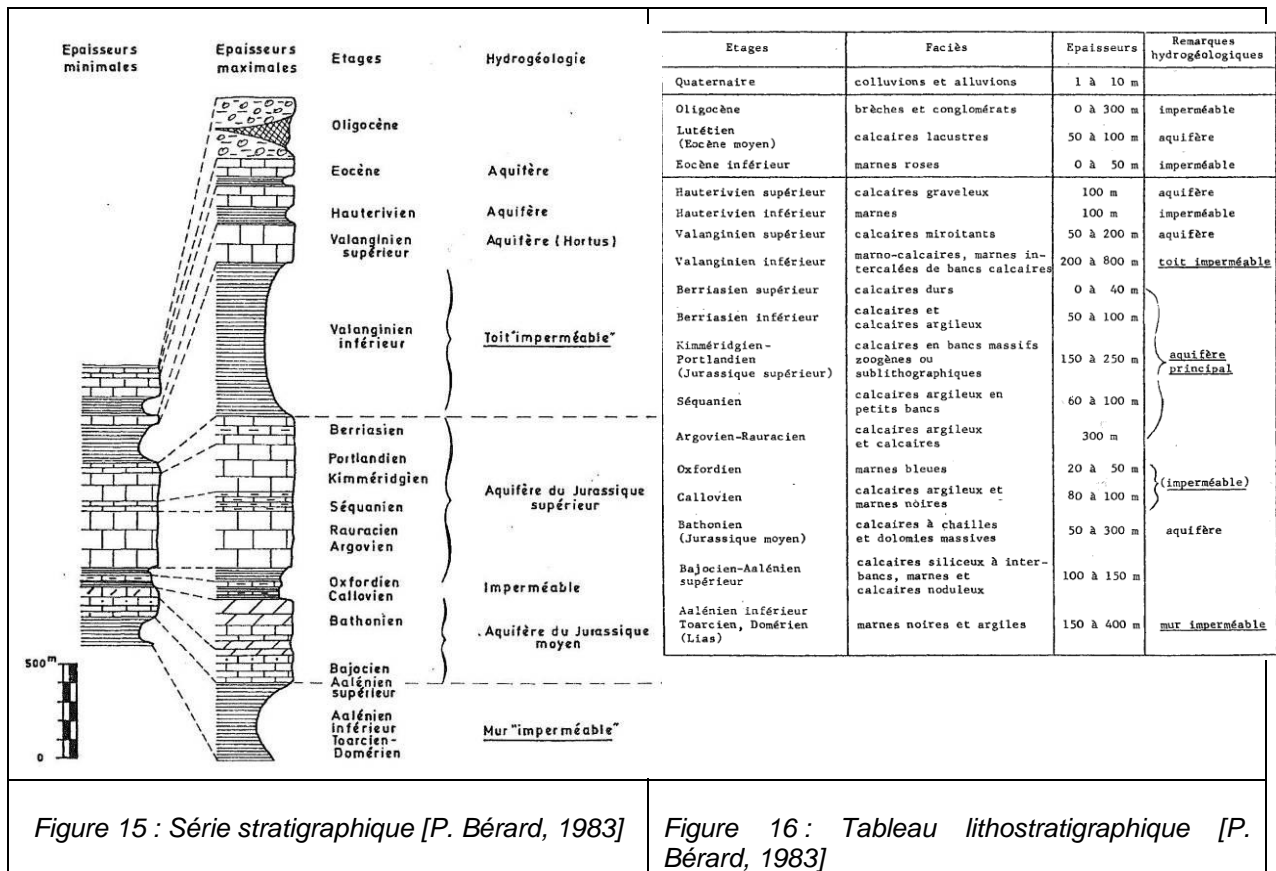 Epaisseurs
minimales
Epaisseurs
maximales
Etages
Hydrogéologie
Oligocène
Eocène
Aquifère
Hauterivien
Aquifère
Valanginien
supérieur
Aquifère (Hortus)
Valanginien
inférieur
Toit "imperméable"
Berriasien
Portlandien
Kimméridgien
Séquanien
Rauracien
Argovien
Aquifère du Jurassique
supérieur
Oxfordien
Callovien
Imperméable
Bathonien
Aquifère du Jurassique
moyen
Bajocien
Aalénien
supérieur
Aalénien
inférieur
Toarcien-
Domérien
Mur "imperméable"
500m
0
Etages
Faciès
Epaisseurs
Remarques
hydrogéologiques
Quaternaire
colluvions et alluvions
1 à 10 m
Oligocène
brèches et conglomérats
0 à 300 m
imperméable
Lutétien
(Eocène moyen)
calcaires lacustres
50 à 100 m
aquifère
Eocène inférieur
marnes roses
0 à 50 m
imperméable
Hauterivien supérieur
calcaires graveleux
100 m
aquifère
Hauterivien inférieur
marnes
100 m
imperméable
Valanginien supérieur
calcaires miroitants
50 à 200 m
aquifère
Valanginien inférieur
marno-calcaires, marnes in-
tercalées de bancs calcaires
200 à 800 m
toit imperméable
Berriasien supérieur
calcaires durs
0 à 40 m
Berriasien inférieur
calcaires et
calcaires argileux
50 à 100 m
Kimméridgien-
Portlandien
(Jurassique supérieur)
calcaires en bancs massifs
zoogènes ou
sublithographiques
150 à 250 m
aquifère
principal
Séquanien
calcaires argileux en
petits bancs
60 à 100 m
Argovien-Rauracien
calcaires argileux
et calcaires
300 m
Oxfordien
marnes bleues
20 à 50 m
(imperméable)
Callovien
calcaires argileux et
marnes noires
80 à 100 m
Bathonien
(Jurassique moyen)
calcaires à chailles
et dolomies massives
50 à 300 m
aquifère
Bajocien-Aalénien
supérieur
calcaires siliceux à inter-
bancs, marnes et
calcaires noduleux
100 à 150 m
Aalénien inférieur
Toarcien, Domérien
(Lias)
marnes noires et argiles
150 à 400 m
mur imperméable
Figure 15 : Série stratigraphique [P. Bérard, 1983]
Figure 16 : Tableau lithostratigraphique [P.
Bérard, 1983]